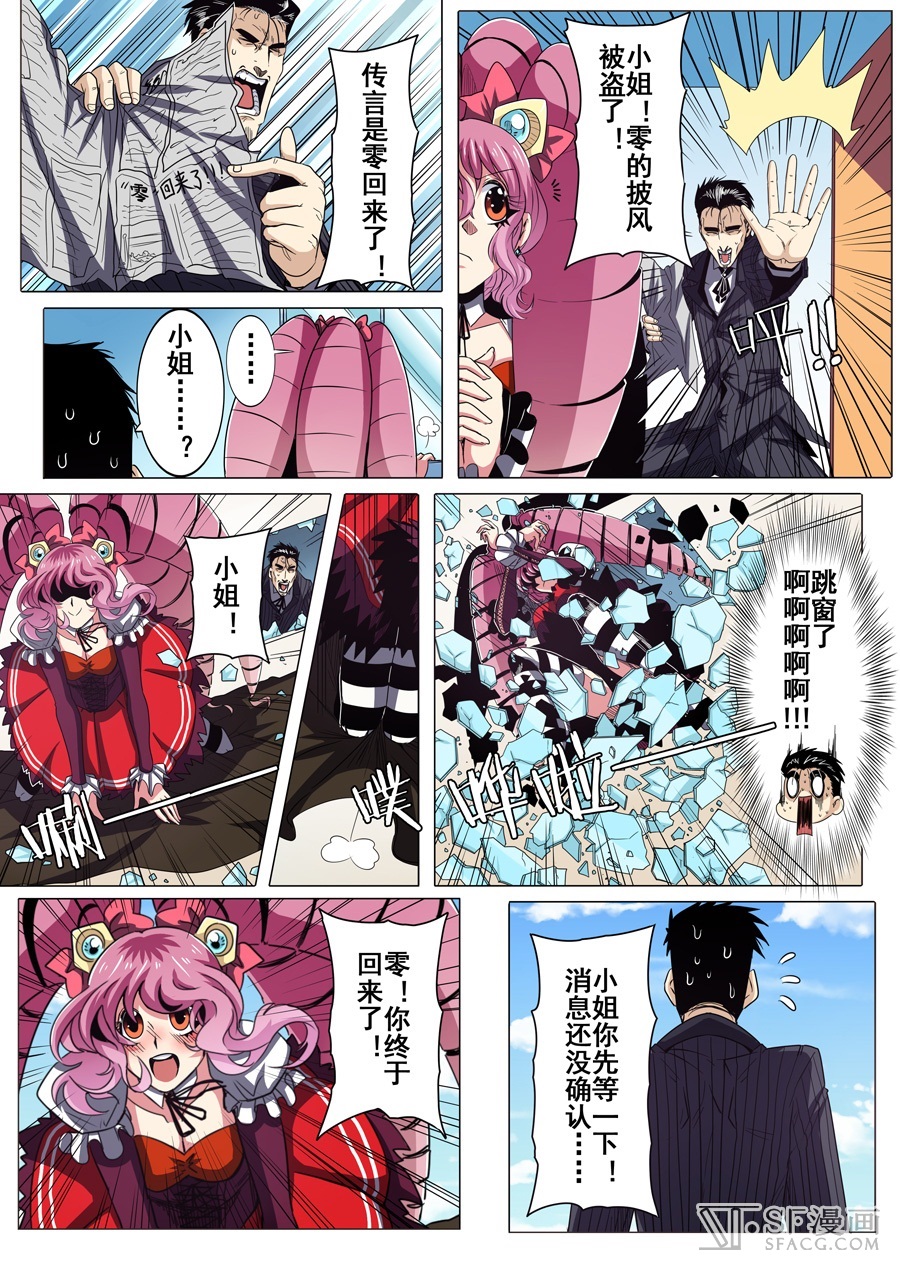 小姐！零的披风
被盗了！
呯!!
传言是零回来了！
“零·回来了!!!
……
小姐……？
跳窗了
啊啊啊啊啊!!!
哗啦
噗
唰
小姐！
小姐你先等一下！
消息还没确认……
零！你终于
回来了！
SF漫画
SFACG.COM